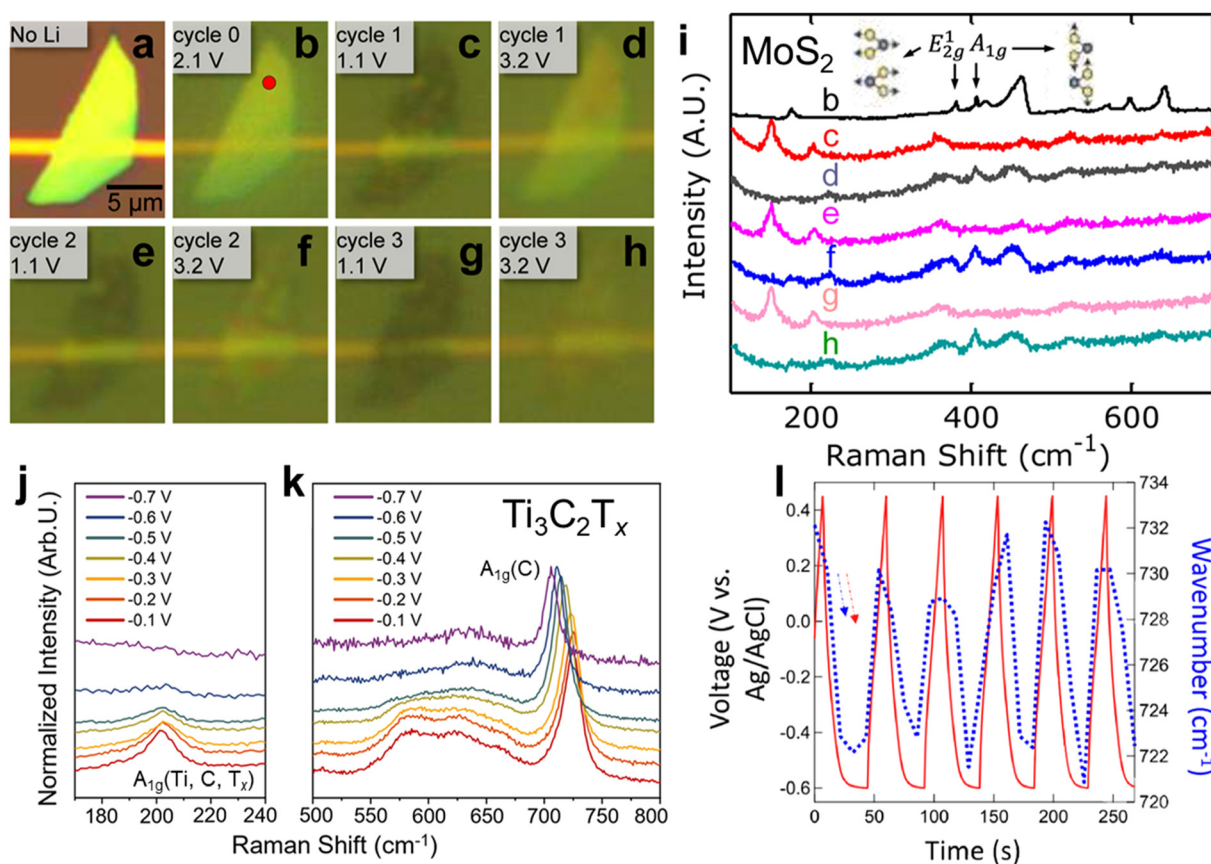 No Li
a
5 μm
cycle 0
2.1 V
b
cycle 1
1.1 V
c
cycle 1
3.2 V
d
cycle 2
1.1 V
e
cycle 2
3.2 V
f
cycle 3
1.1 V
g
cycle 3
3.2 V
h
i
MoS₂
E¹₂g A₁g
b
c
d
e
f
g
h
Intensity (A.U.)
200 400 600
Raman Shift (cm⁻¹)
j
-0.7 V
-0.6 V
-0.5 V
-0.4 V
-0.3 V
-0.2 V
-0.1 V
A₁g(Ti, C, Tₓ)
Normalized Intensity (Arb.U.)
170 200 220 240
k
-0.7 V
-0.6 V
-0.5 V
-0.4 V
-0.3 V
-0.2 V
-0.1 V
Ti₃C₂Tₓ
A₁g(C)
500 550 600 650 700 750 800
Raman Shift (cm⁻¹)
l
0.4
0.2
0.0
-0.2
-0.4
-0.6
Voltage (V vs.
Ag/AgCl)
734
732
730
728
726
724
722
720
Wavenumber (cm⁻¹)
0 50 100 150 200 250
Time (s)